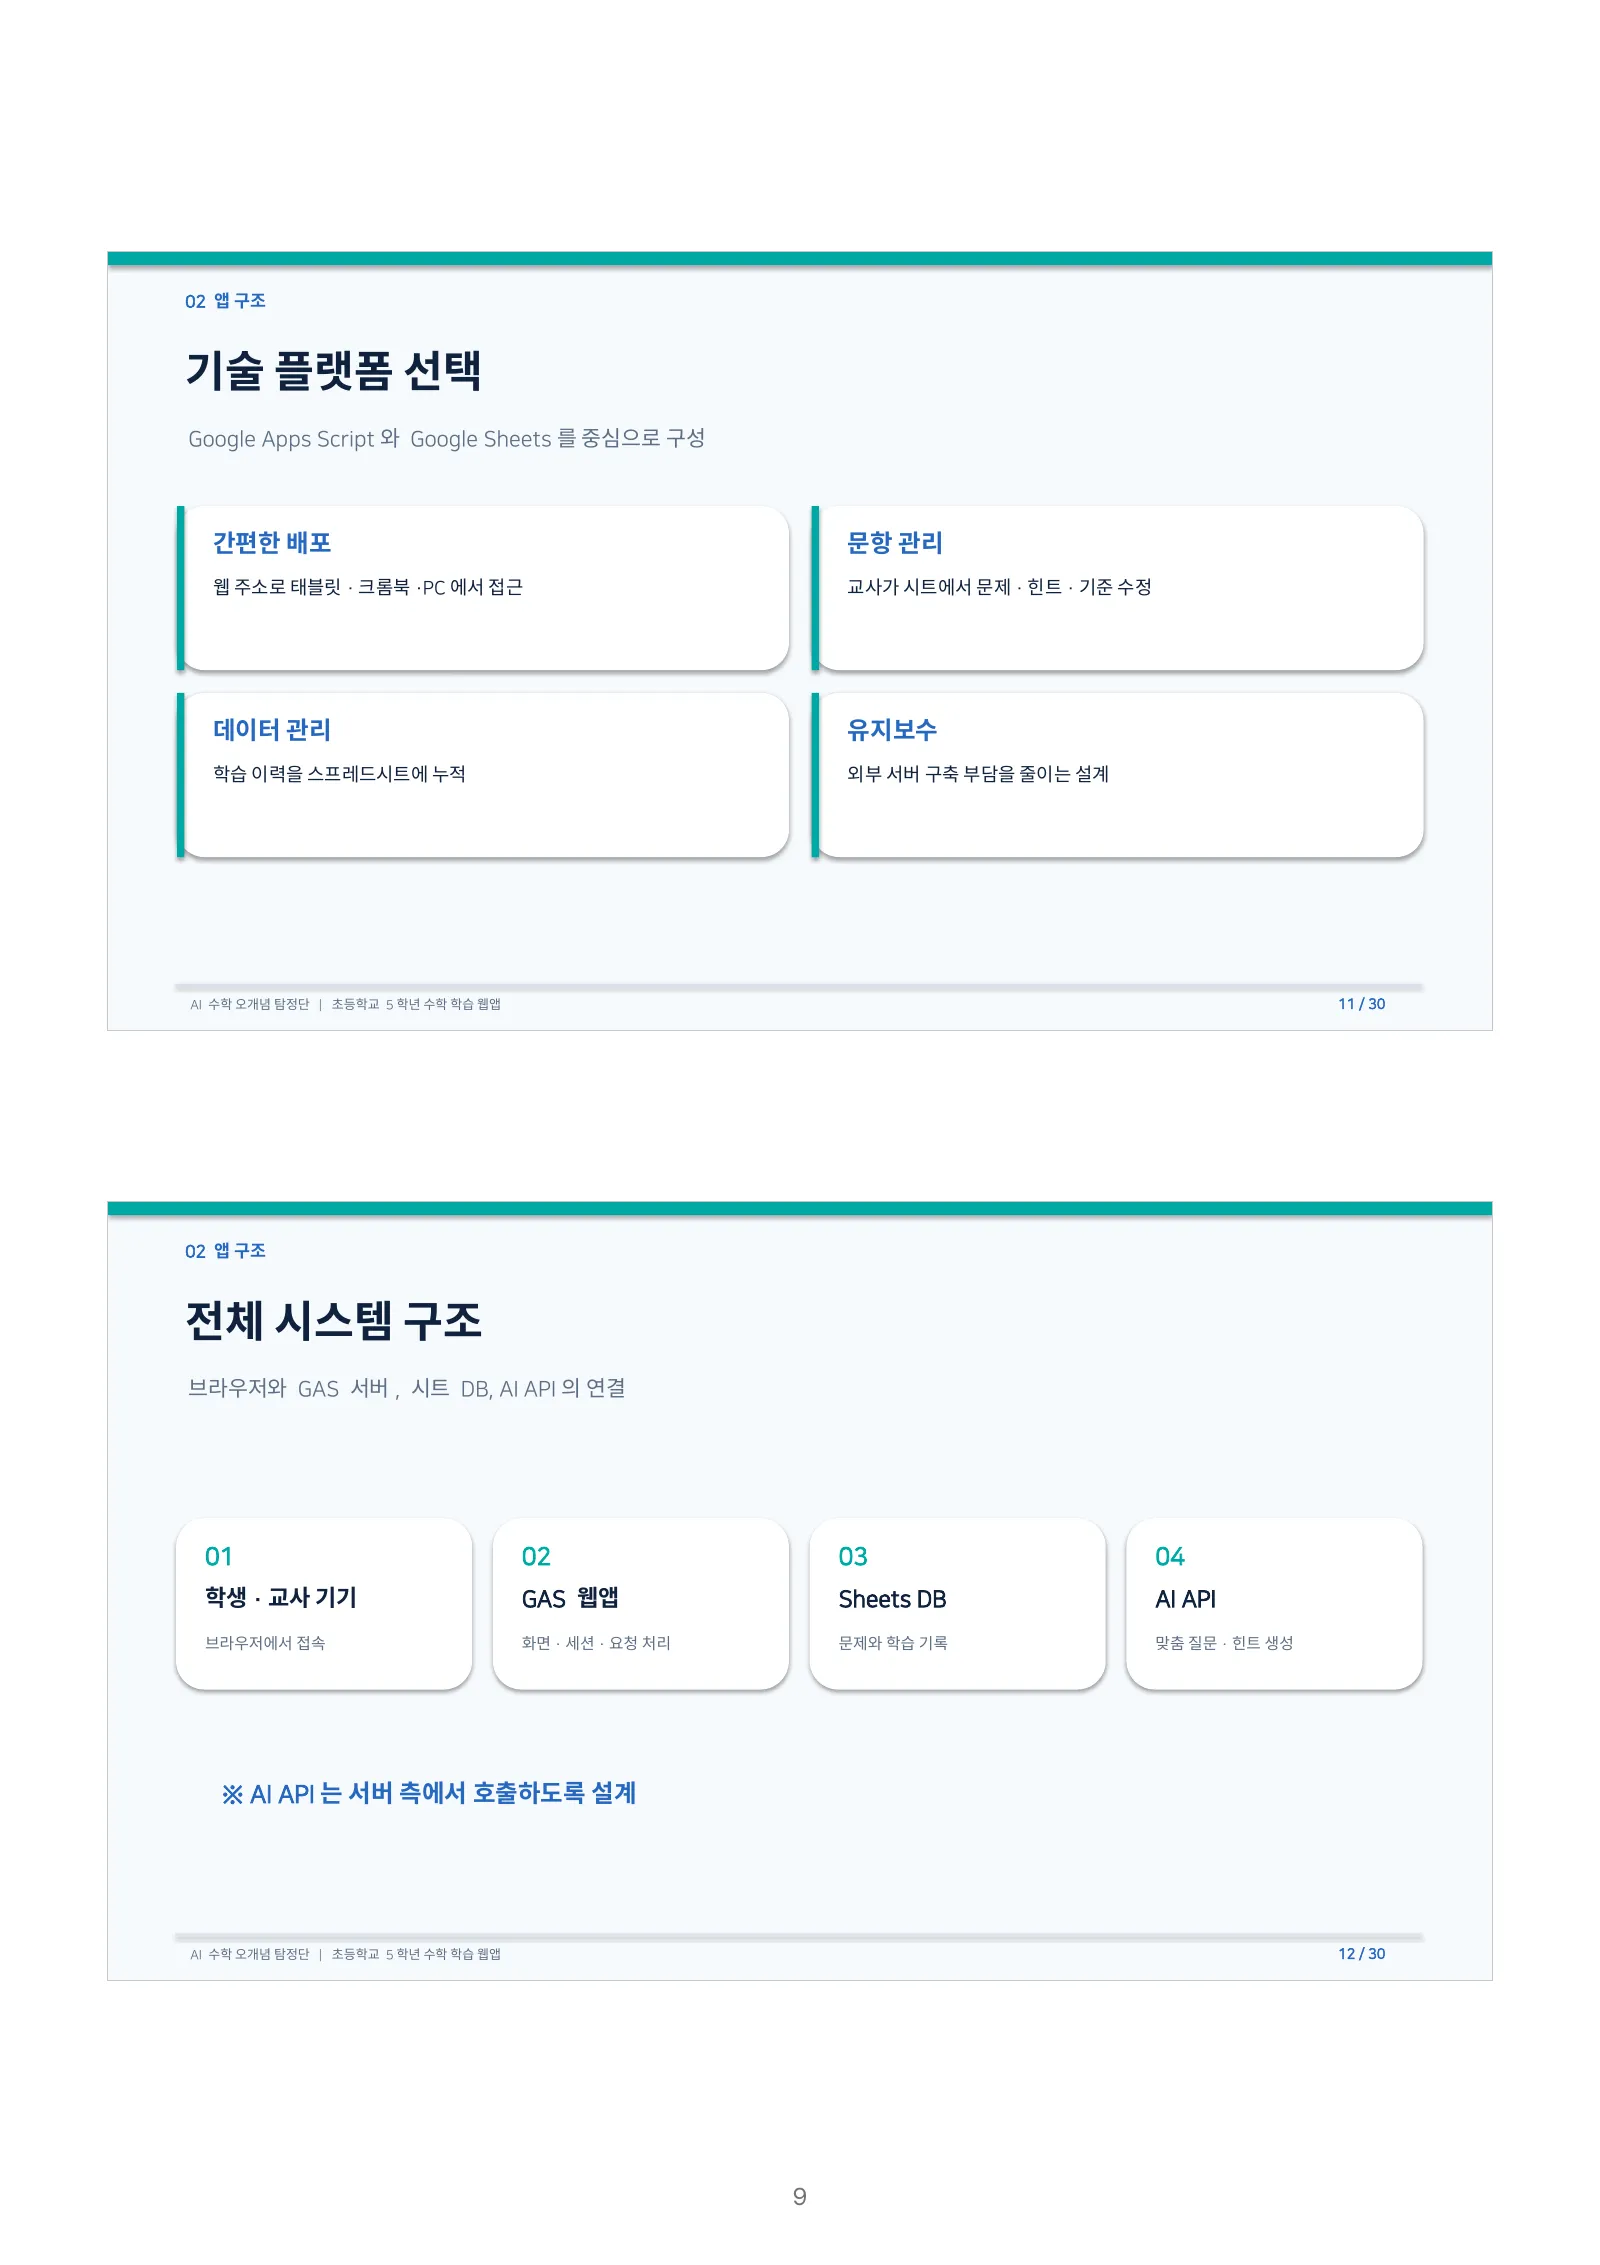 02 앱 구조
기술 플랫폼 선택
Google Apps Script 와 Google Sheets 를 중심으로 구성
간편한 배포
웹 주소로 태블릿 · 크롬북 ·PC 에서 접근
문항 관리
교사가 시트에서 문제 · 힌트 · 기준 수정
데이터 관리
학습 이력을 스프레드시트에 누적
유지보수
외부 서버 구축 부담을 줄이는 설계
AI 수학 오개념 탐정단 | 초등학교 5 학년 수학 학습 웹앱
11 / 30
02 앱 구조
전체 시스템 구조
브라우저와 GAS 서버 , 시트 DB, AI API 의 연결
01
학생 · 교사 기기
브라우저에서 접속
02
GAS 웹앱
화면 · 세션 · 요청 처리
03
Sheets DB
문제와 학습 기록
04
AI API
맞춤 질문 · 힌트 생성
※ AI API 는 서버 측에서 호출하도록 설계
AI 수학 오개념 탐정단 | 초등학교 5 학년 수학 학습 웹앱
12 / 30
9